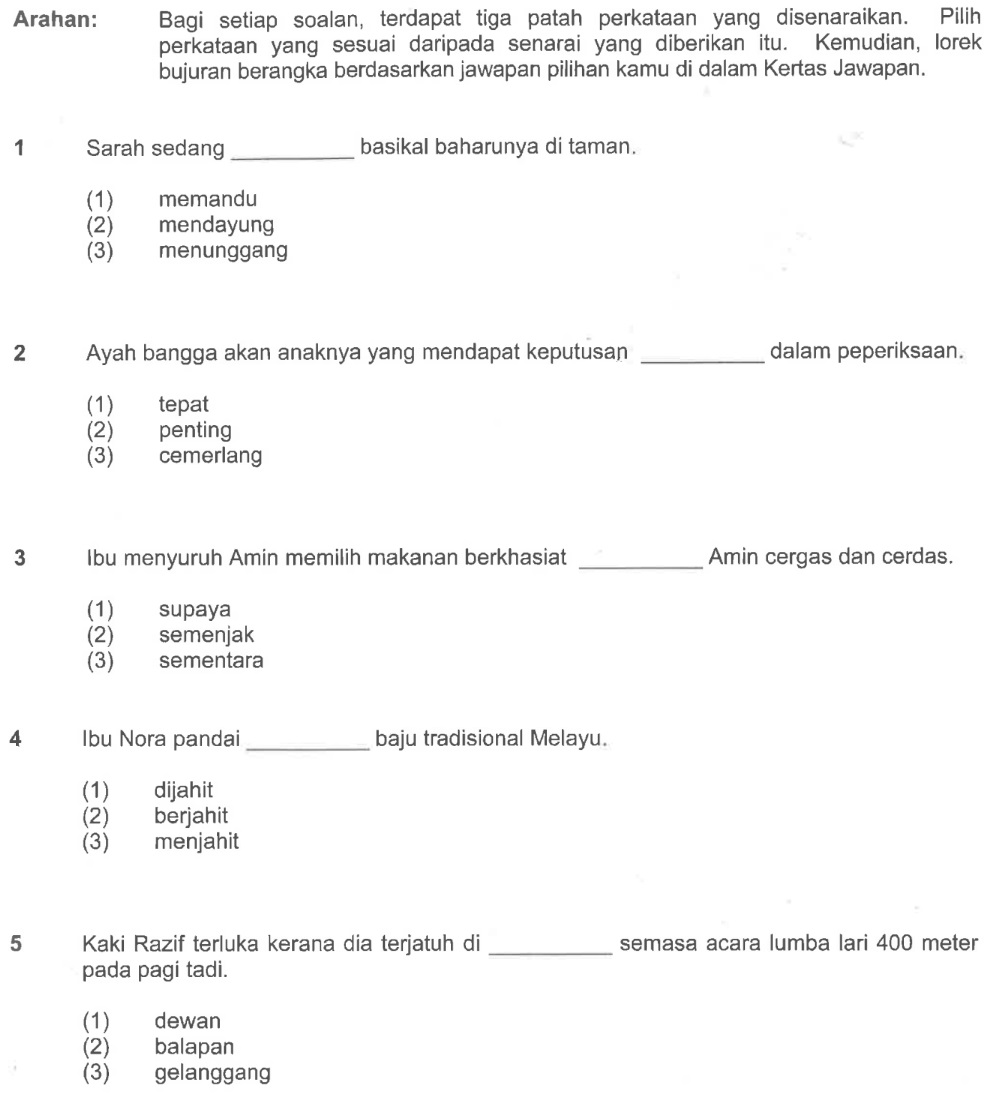 Arahan: Bagi setiap soalan, terdapat tiga patah perkataan yang disenaraikan. Pilih
perkataan yang sesuai daripada senarai yang diberikan itu. Kemudian, lorek
bujuran berangka berdasarkan jawapan pilihan kamu di dalam Kertas Jawapan.
1 Sarah sedang __________ basikal baharunya di taman.
(1) memandu
(2) mendayung
(3) menunggang
2 Ayah bangga akan anaknya yang mendapat keputusan __________ dalam peperiksaan.
(1) tepat
(2) penting
(3) cemerlang
3 Ibu menyuruh Amin memilih makanan berkhasiat __________ Amin cergas dan cerdas.
(1) supaya
(2) semenjak
(3) sementara
4 Ibu Nora pandai __________ baju tradisional Melayu.
(1) dijahit
(2) berjahit
(3) menjahit
5 Kaki Razif terluka kerana dia terjatuh di __________ semasa acara lumba lari 400 meter
pada pagi tadi.
(1) dewan
(2) balapan
(3) gelanggang